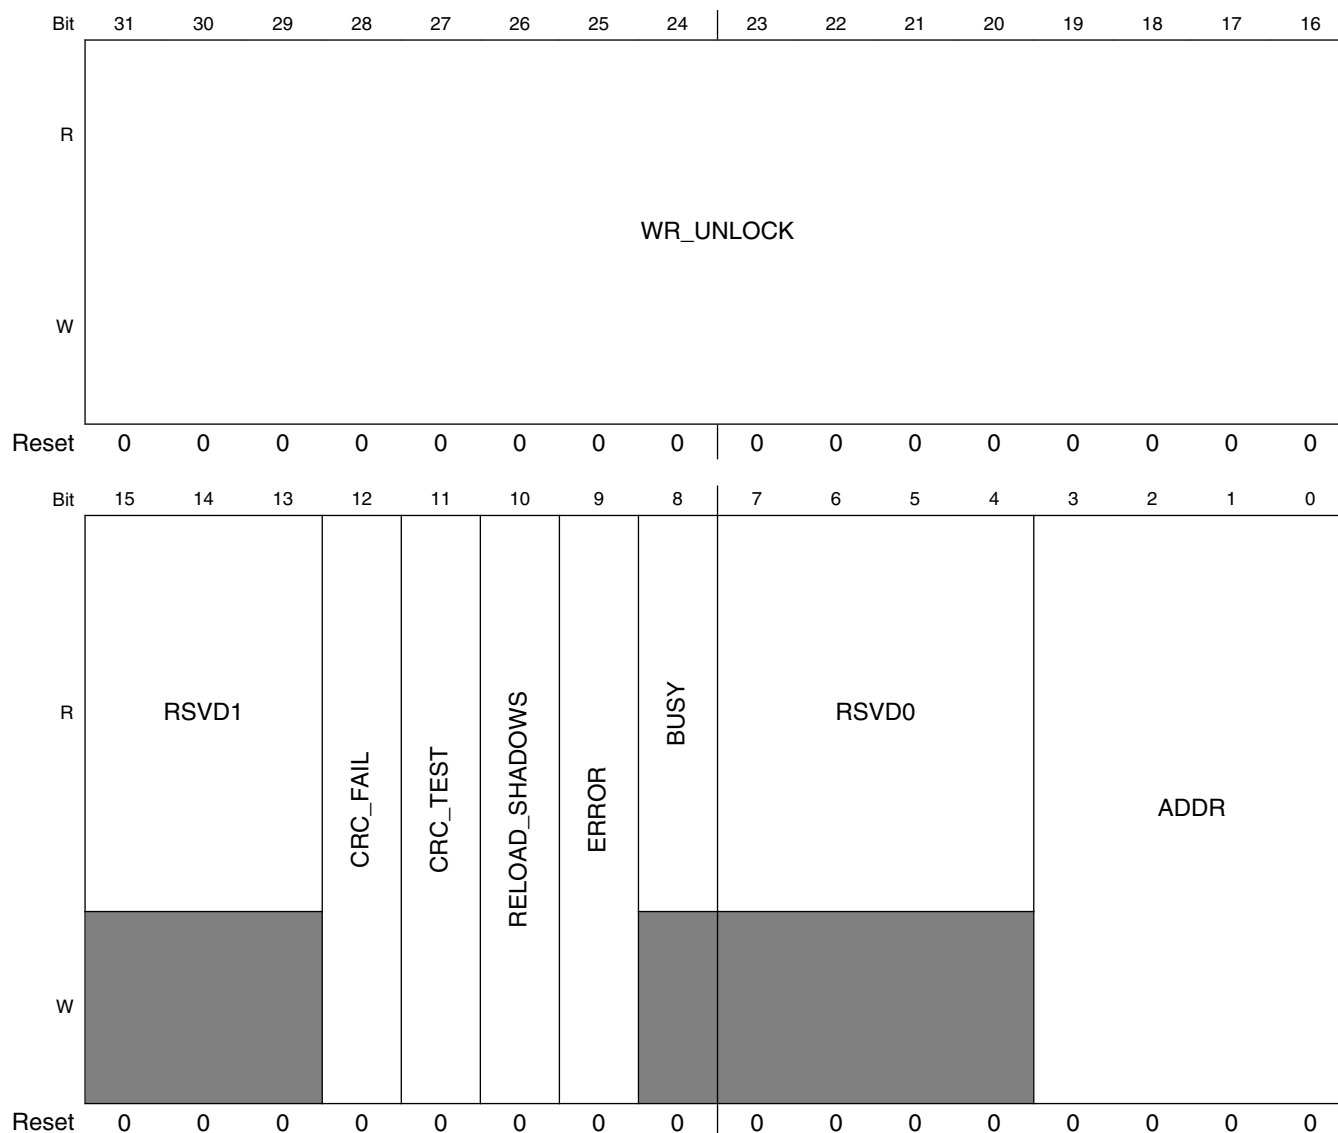 Bit 31 30 29 28 27 26 25 24 23 22 21 20 19 18 17 16
R
WR_UNLOCK
W
Reset 0 0 0 0 0 0 0 0 0 0 0 0 0 0 0 0
Bit 15 14 13 12 11 10 9 8 7 6 5 4 3 2 1 0
R RSVD1 CRC_FAIL CRC_TEST RELOAD_SHADOWS ERROR BUSY RSVD0 ADDR
W
Reset 0 0 0 0 0 0 0 0 0 0 0 0 0 0 0 0